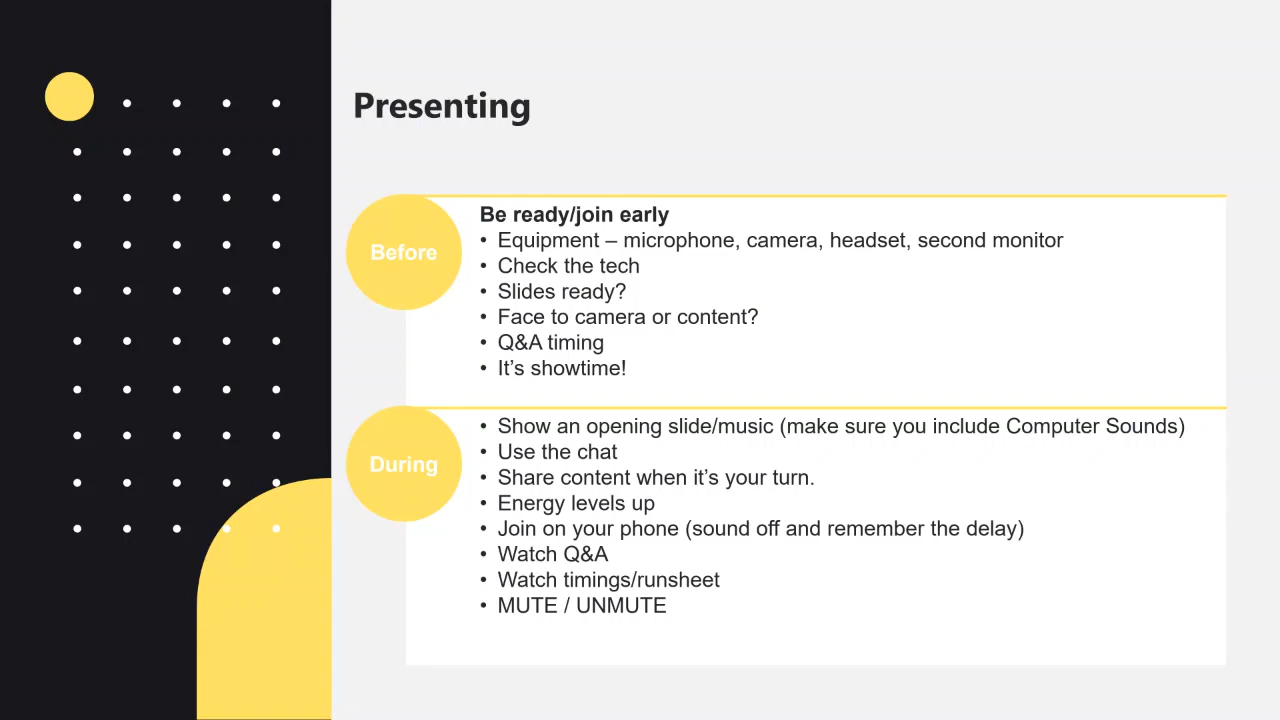 Presenting
Before
Be ready/join early
• Equipment – microphone, camera, headset, second monitor
• Check the tech
• Slides ready?
• Face to camera or content?
• Q&A timing
• It’s showtime!
During
• Show an opening slide/music (make sure you include Computer Sounds)
• Use the chat
• Share content when it’s your turn.
• Energy levels up
• Join on your phone (sound off and remember the delay)
• Watch Q&A
• Watch timings/runsheet
• MUTE / UNMUTE